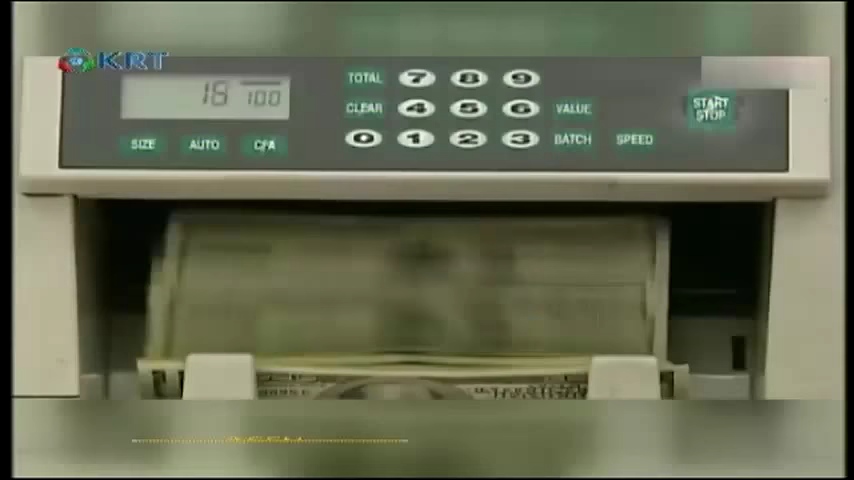 KRT
TOTAL 7 8 9
18 100
CLEAR 4 5 6 VALUE
START
STOP
SIZE AUTO CFA
0 1 2 3 BATCH SPEED